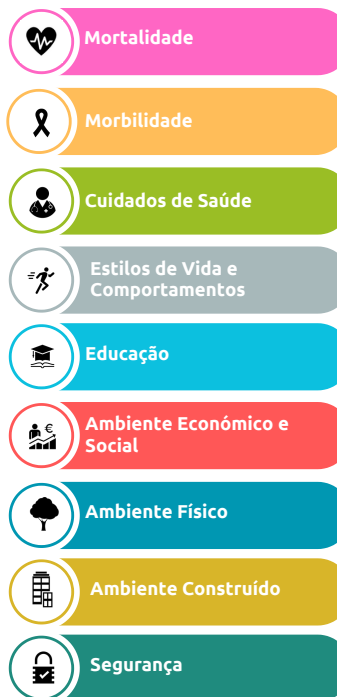 Mortalidade
Morbilidade
Cuidados de Saúde
Estilos de Vida e
Comportamentos
Educação
Ambiente Económico e
Social
Ambiente Físico
Ambiente Construído
Segurança